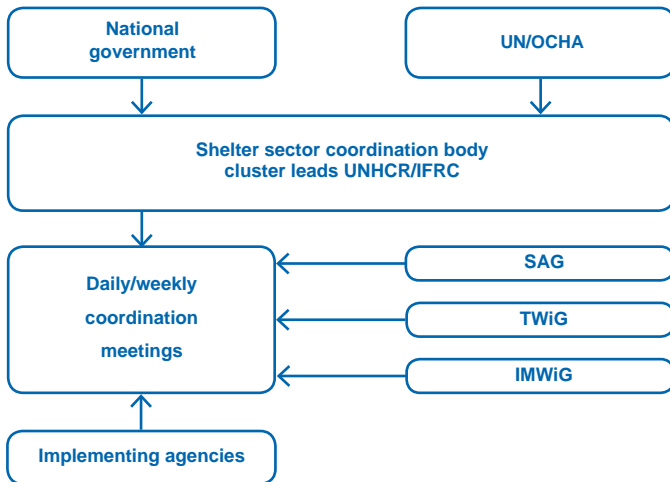 National
government
UN/OCHA
Shelter sector coordination body
cluster leads UNHCR/IFRC
Daily/weekly
coordination
meetings
SAG
TWiG
IMWiG
Implementing agencies